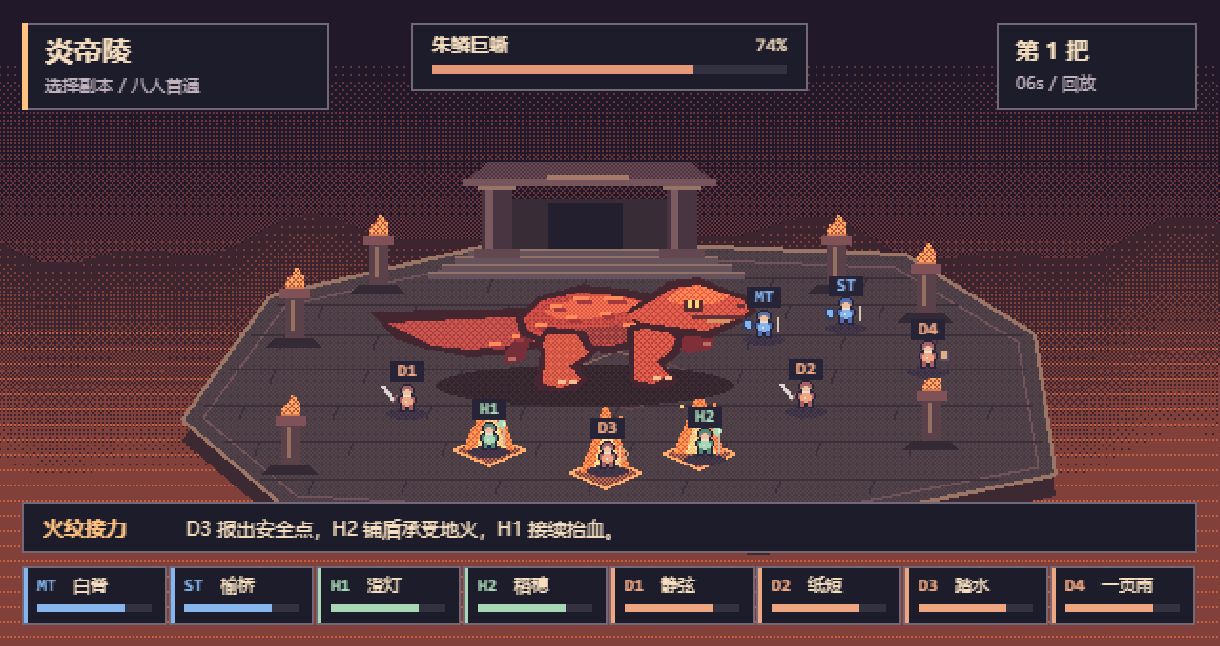 炎帝陵
选择副本 / 八人首通
朱鳞巨蜥 74%
第 1 把
06s / 回放
MT
ST
D4
D1
D2
H1
H2
D3
火纹接力 D3 报出安全点，H2 铺盾承受地火，H1 接续抬血。
MT 白脊
ST 榆桥
H1 澄灯
H2 稻穗
D1 静弦
D2 纸短
D3 踏水
D4 一页雨